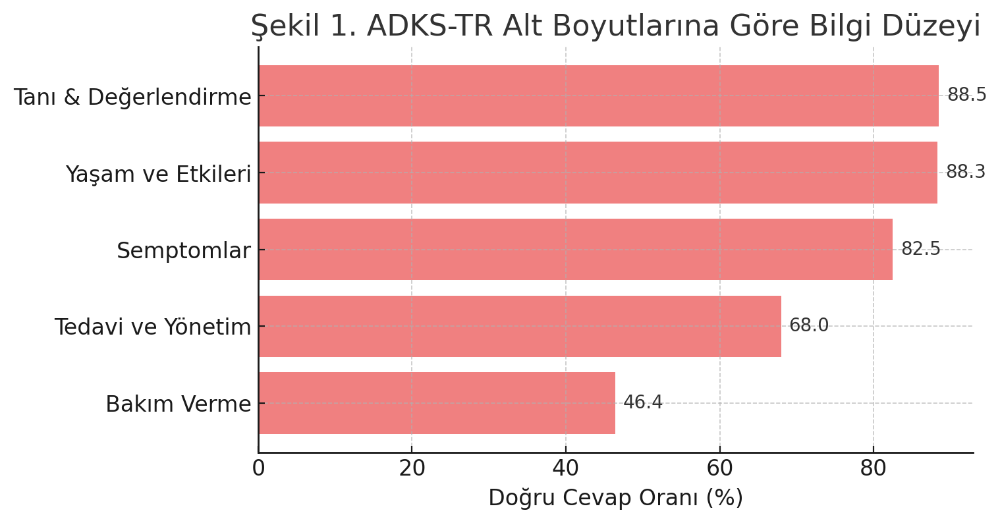 Şekil 1. ADKS-TR Alt Boyutlarına Göre Bilgi Düzeyi
Tanı & Değerlendirme 88.5
Yaşam ve Etkileri 88.3
Semptomlar 82.5
Tedavi ve Yönetim 68.0
Bakım Verme 46.4
0 20 40 60 80
Doğru Cevap Oranı (%)